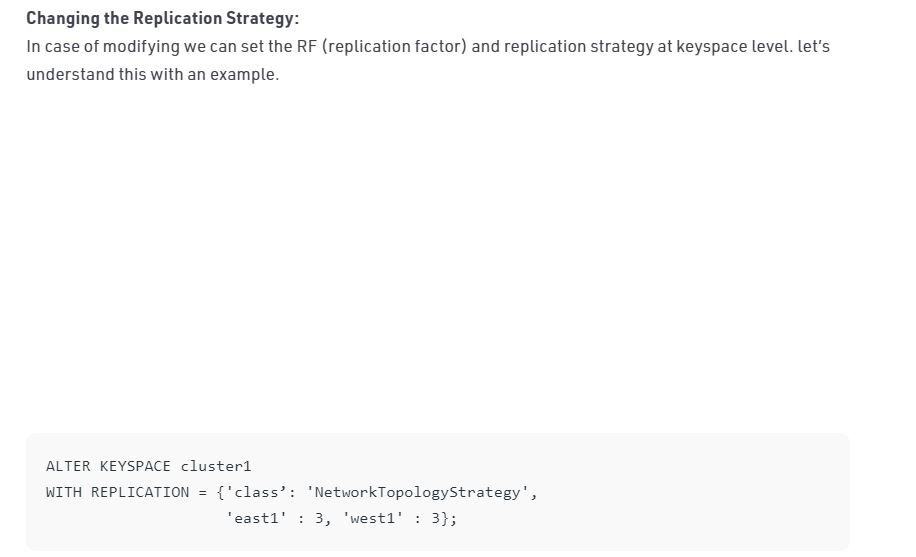 Changing the Replication Strategy:
In case of modifying we can set the RF (replication factor) and replication strategy at keyspace level. let's
understand this with an example.
ALTER KEYSPACE cluster1
WITH REPLICATION = {'class’: 'NetworkTopologyStrategy',
'east1' : 3, 'west1' : 3};